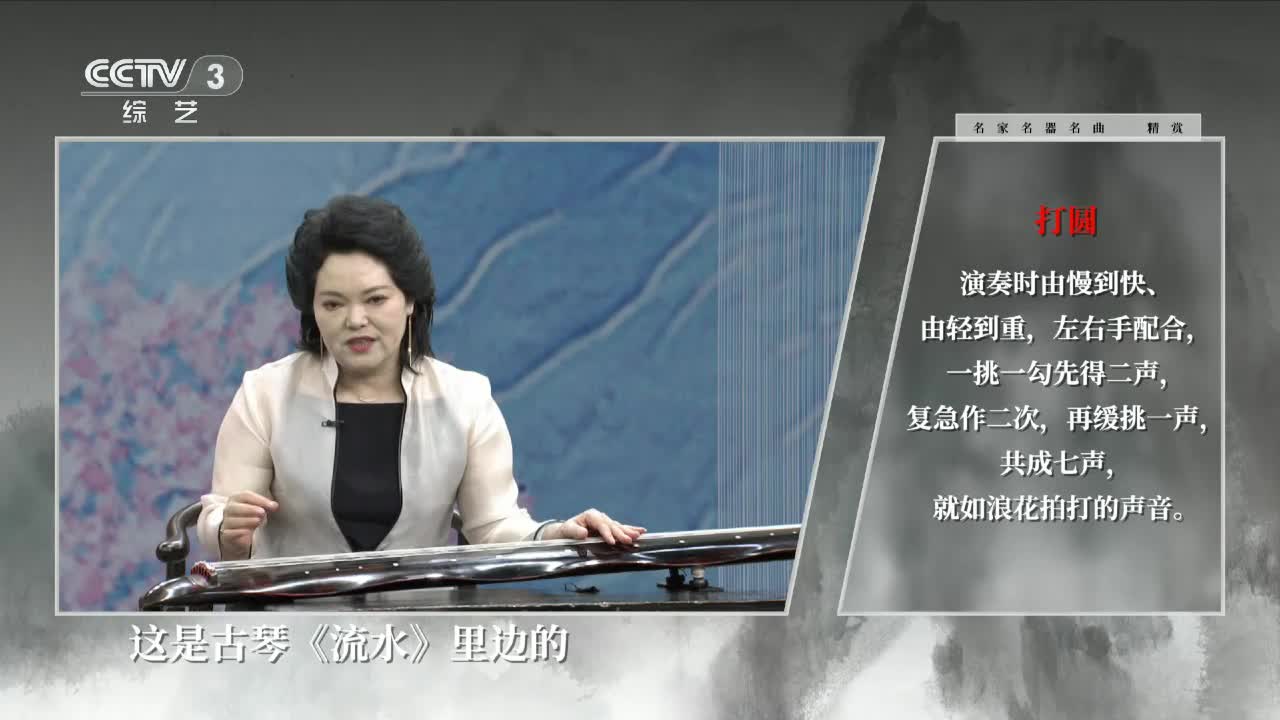 CCTV 3
综艺
名家名器名曲 精赏
打圆
演奏时由慢到快、
由轻到重，左右手配合，
一挑一勾先得二声，
复急作二次，再缓挑一声，
共成七声，
就如浪花拍打的声音。
这是古琴《流水》里边的